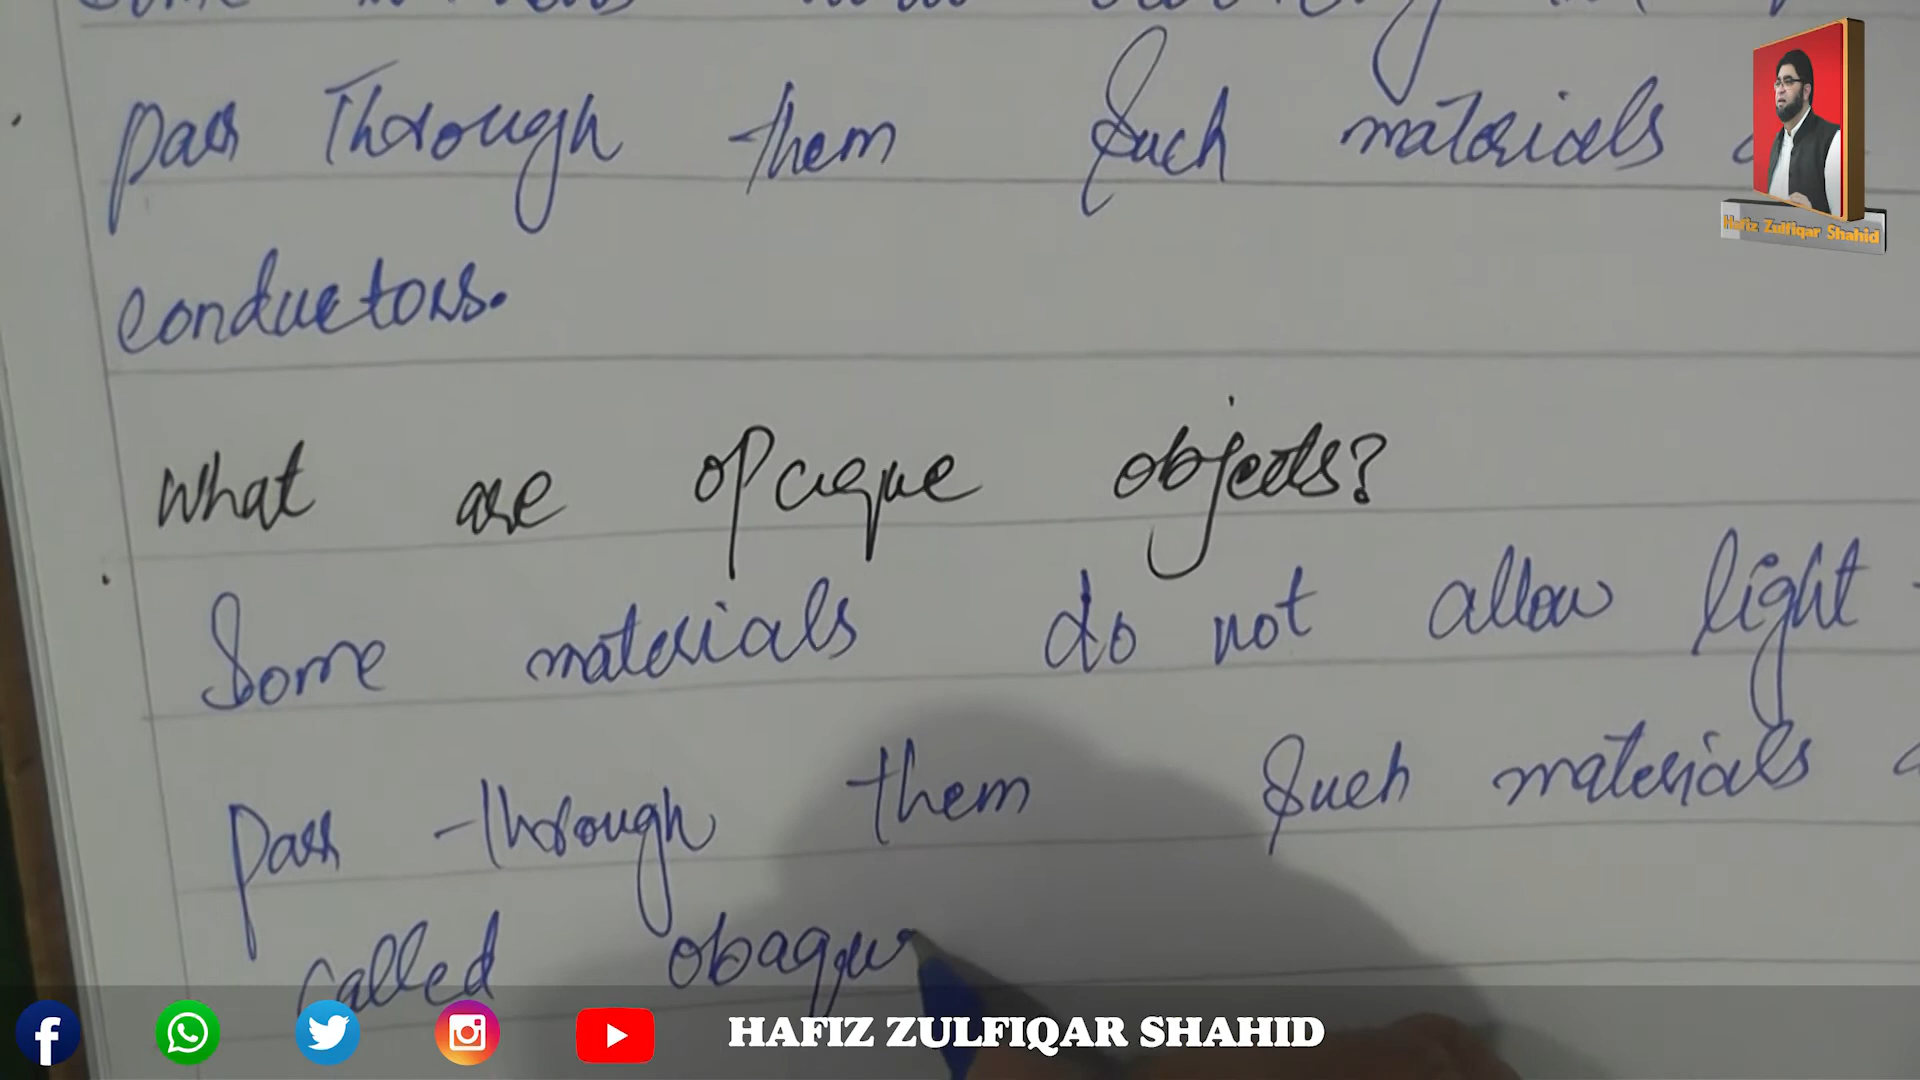 pass Through them Such materials
Hafiz Zulfiqar Shahid
conductors.
What are opaque objects?
Some materials do not allow light
pass through them Such materials
called obaque
HAFIZ ZULFIQAR SHAHID